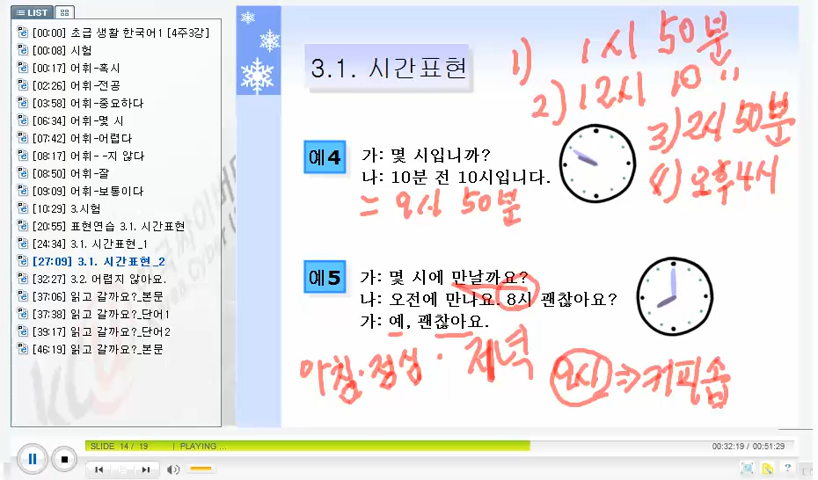 LIST
[00:00] 초급 생활 한국어1 [4주3강]
[00:08] 시험
[00:17] 어휘-혹시
[02:26] 어휘-전공
[03:58] 어휘-중요하다
[06:34] 어휘-몇 시
[07:42] 어휘-어렵다
[08:17] 어휘- -지 않다
[08:50] 어휘-잘
[09:09] 어휘-보통이다
[10:29] 3.시험
[20:55] 표현연습 3.1. 시간표현
[24:34] 3.1. 시간표현_1
[27:09] 3.1. 시간표현_2
[32:27] 3.2. 어렵지 않아요.
[37:06] 읽고 갈까요?_본문
[37:38] 읽고 갈까요?_단어1
[39:17] 읽고 갈까요?_단어2
[46:19] 읽고 갈까요?_본문
3.1. 시간표현
1) 1시 50분
2) 12시 10 〃
3) 2시 50분
4) 오후 4시
예4
가: 몇 시입니까?
나: 10분 전 10시입니다.
= 9시 50분
예5
가: 몇 시에 만날까요?
나: 오전에 만나요. 8시 괜찮아요?
가: 예, 괜찮아요.
아침·점심·저녁
9시 => 커피숍
SLIDE 14 / 19
PLAYING ...
00:32:19 / 00:51:29